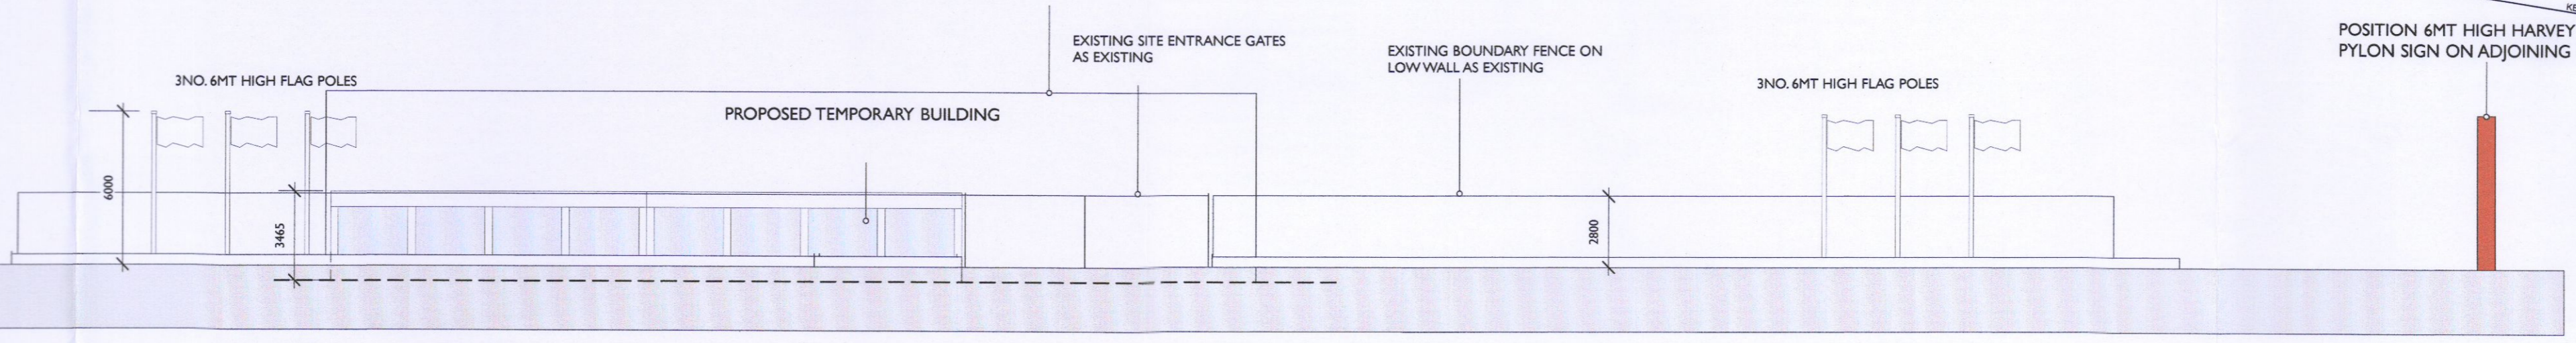 POSITION 6MT HIGH HARVEY
PYLON SIGN ON ADJOINING
EXISTING SITE ENTRANCE GATES
AS EXISTING
EXISTING BOUNDARY FENCE ON
LOW WALL AS EXISTING
3NO. 6MT HIGH FLAG POLES
3NO. 6MT HIGH FLAG POLES
PROPOSED TEMPORARY BUILDING
6000
3465
2800